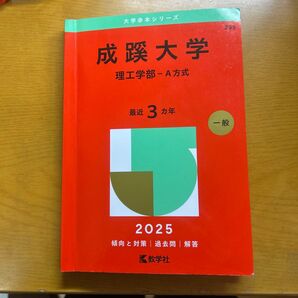 大学赤本シリーズ
成蹊大学
理工学部-A方式
最近3カ年
一般
2025
傾向と対策｜過去問｜解答
教学社